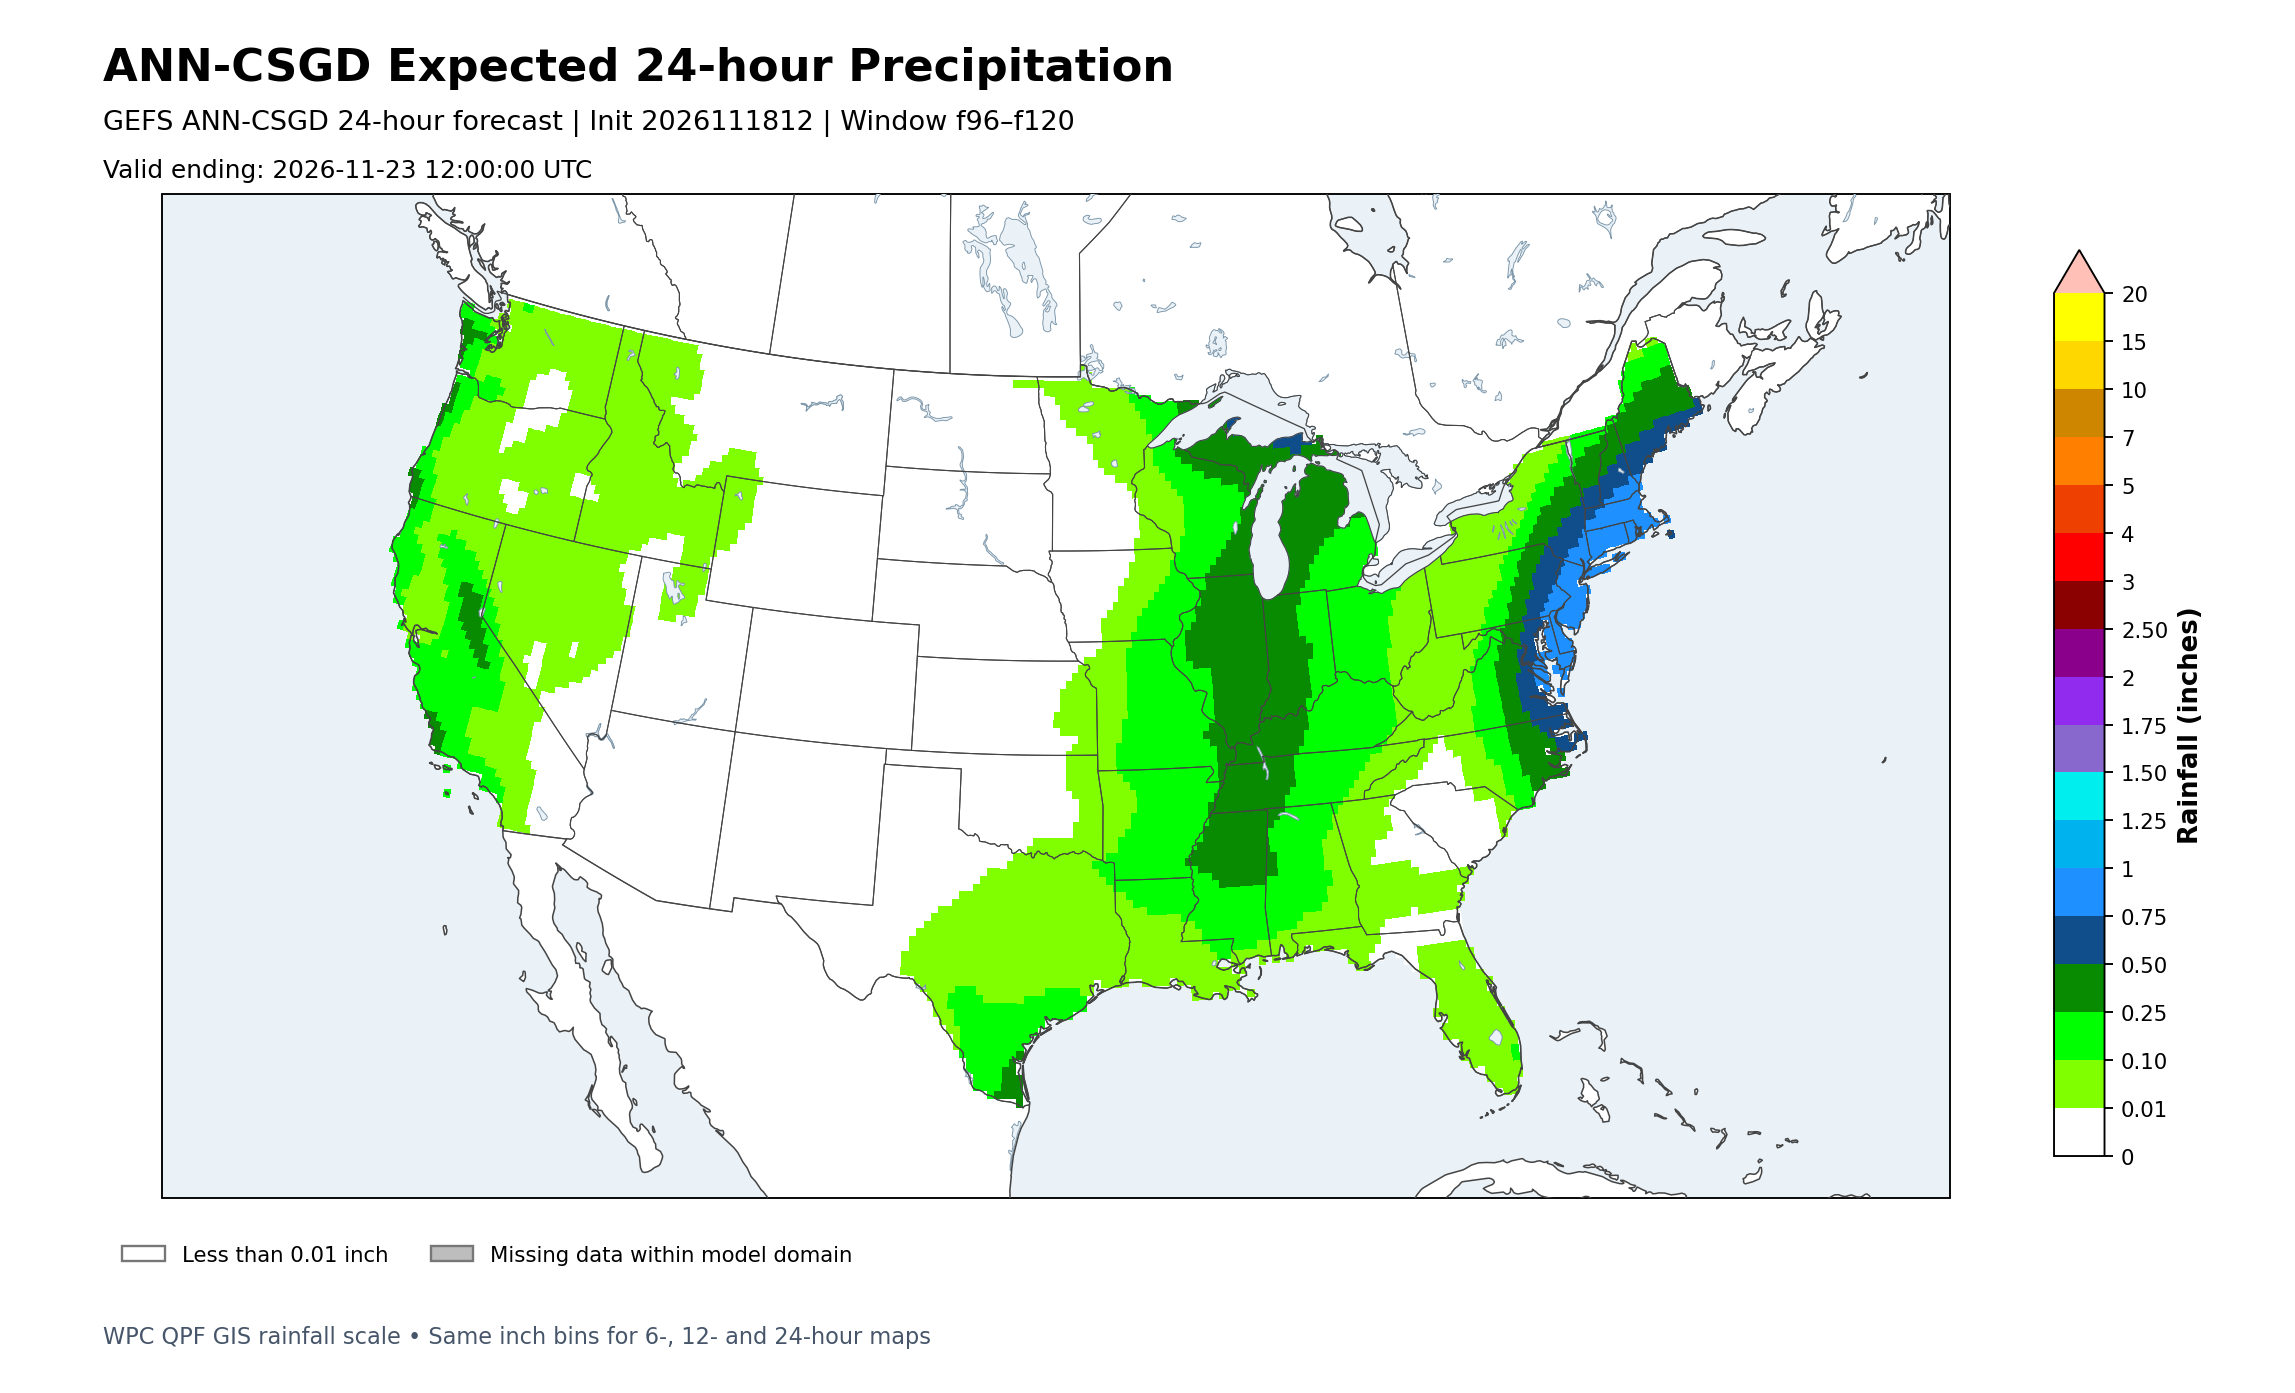 ANN-CSGD Expected 24-hour Precipitation
GEFS ANN-CSGD 24-hour forecast | Init 2026111812 | Window f96–f120
Valid ending: 2026-11-23 12:00:00 UTC
20
15
10
7
5
4
3
2.50
2
1.75
1.50
1.25
1
0.75
0.50
0.25
0.10
0.01
0
Rainfall (inches)
Less than 0.01 inch
Missing data within model domain
WPC QPF GIS rainfall scale • Same inch bins for 6-, 12- and 24-hour maps